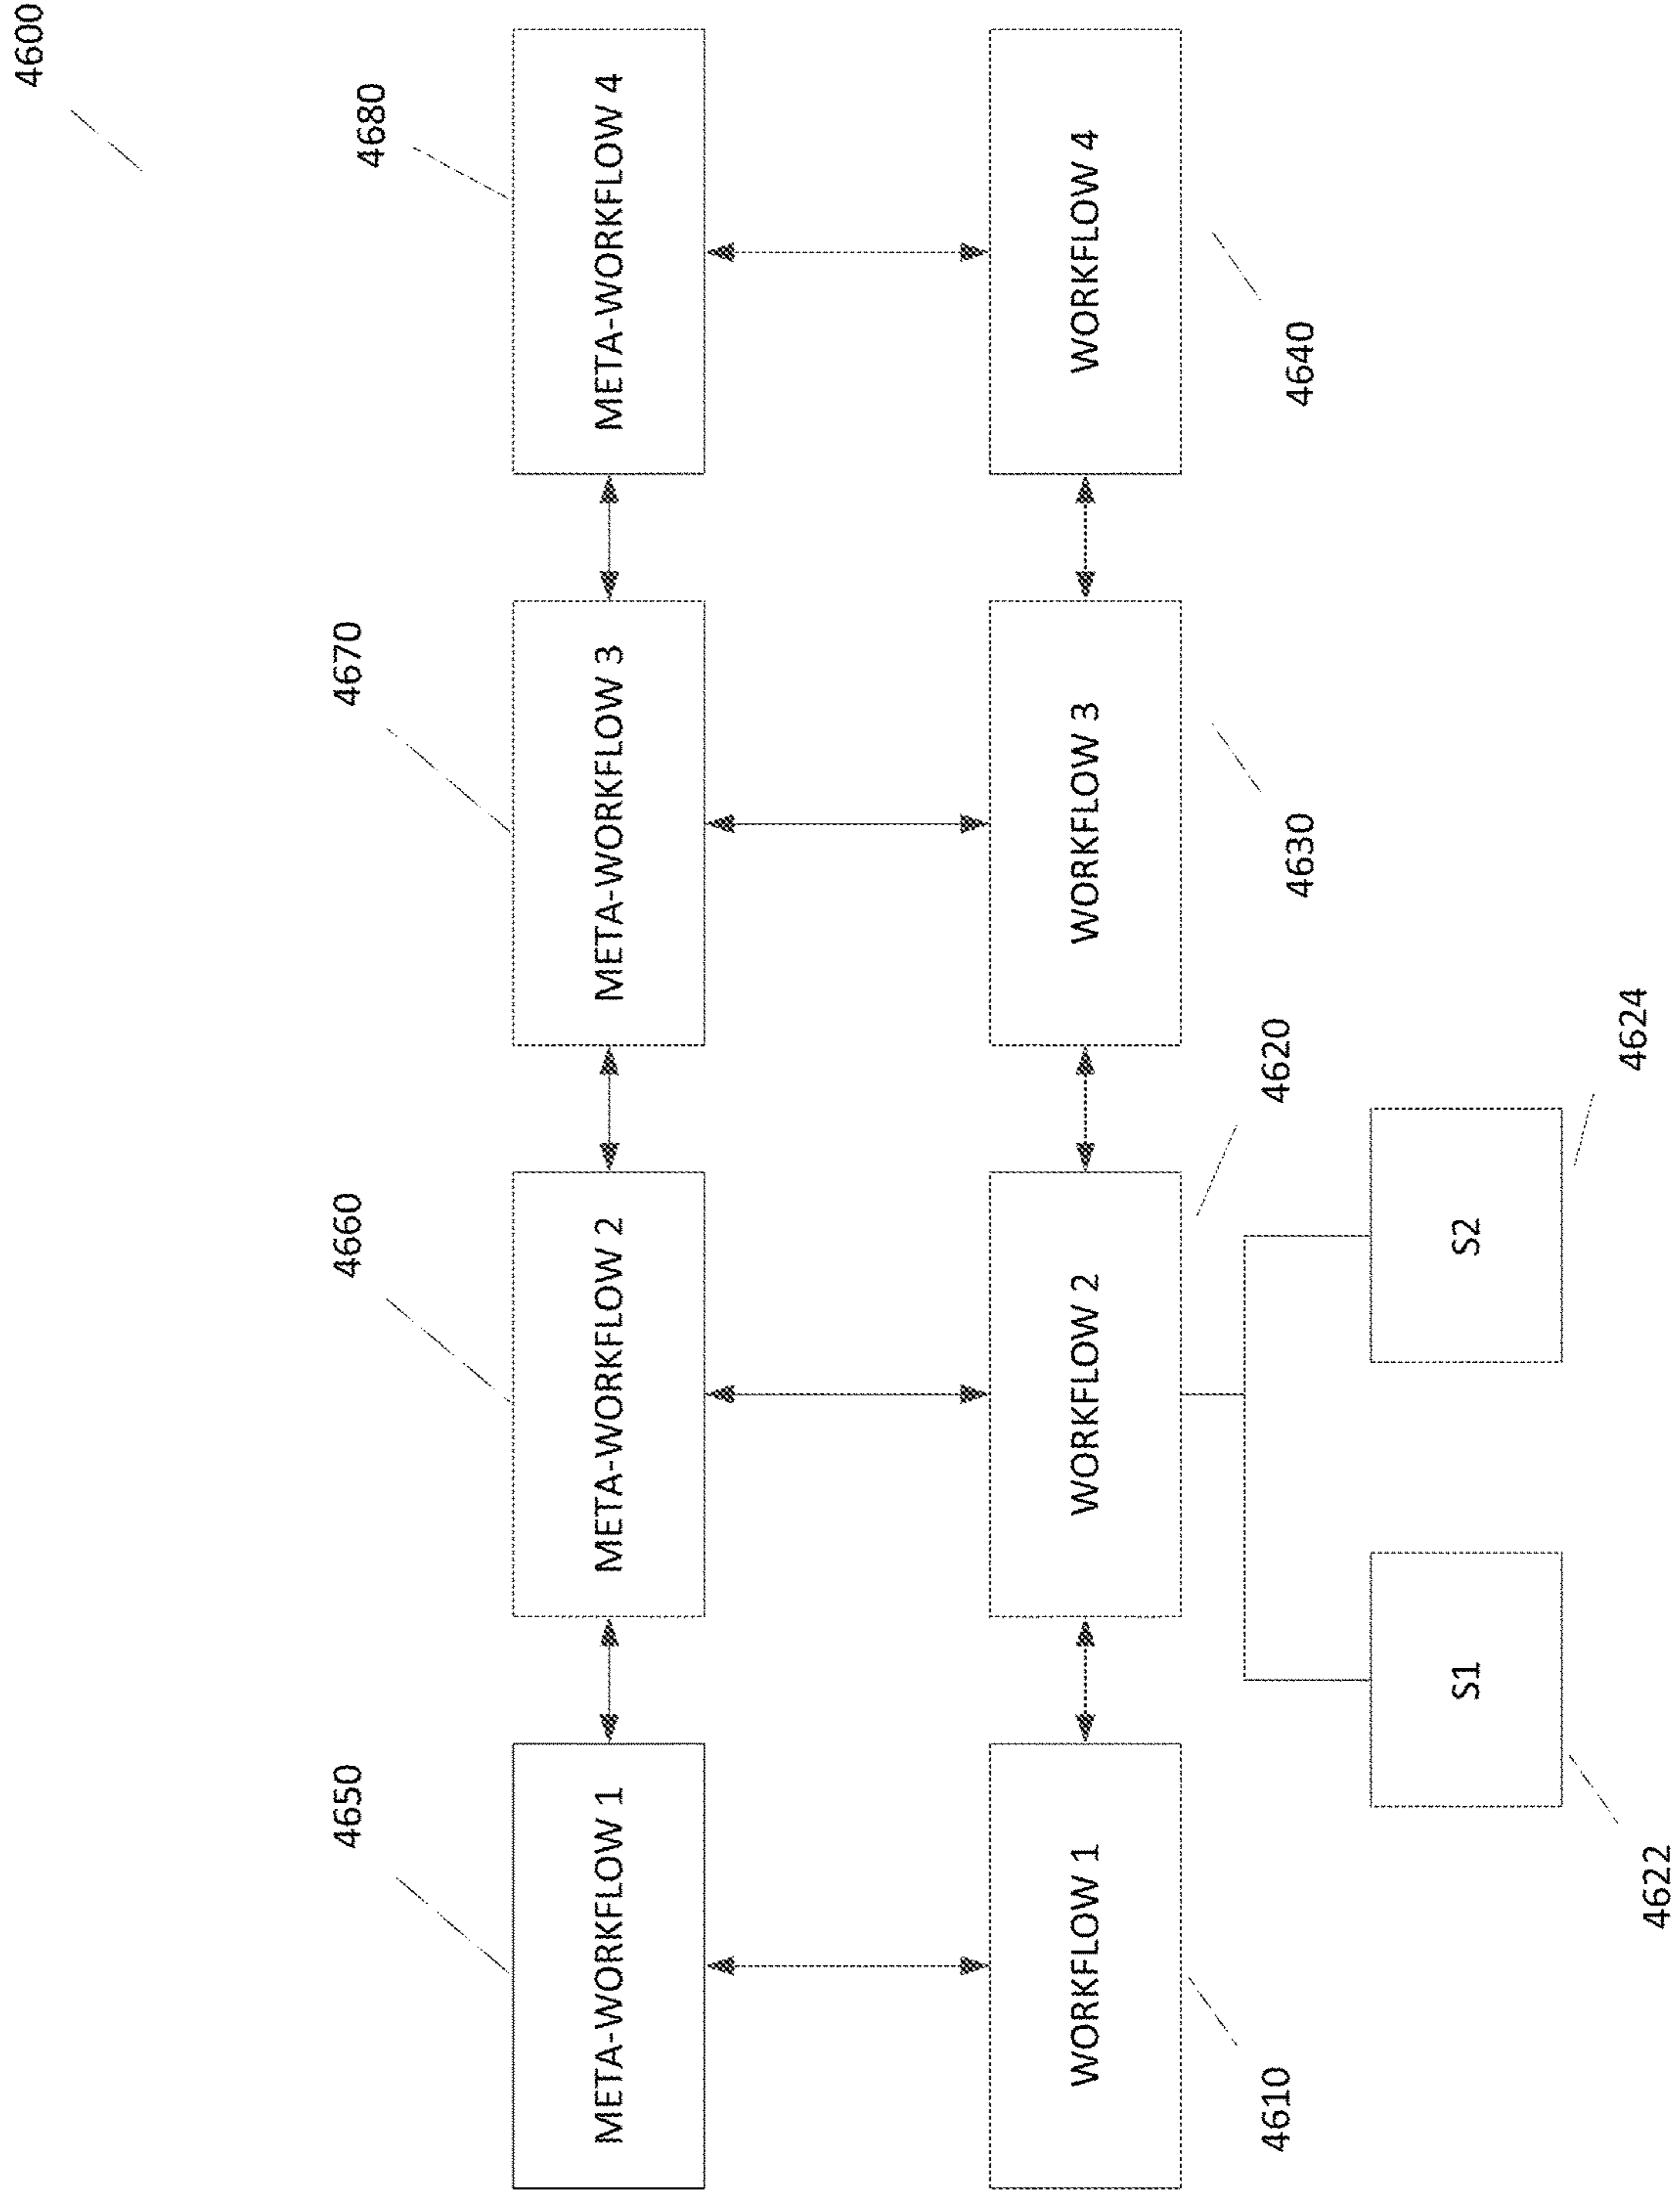 4600
4650
4660
4670
4680
META-WORKFLOW 1
META-WORKFLOW 2
META-WORKFLOW 3
META-WORKFLOW 4
WORKFLOW 1
WORKFLOW 2
WORKFLOW 3
WORKFLOW 4
4610
4620
4630
4640
S1
S2
4622
4624